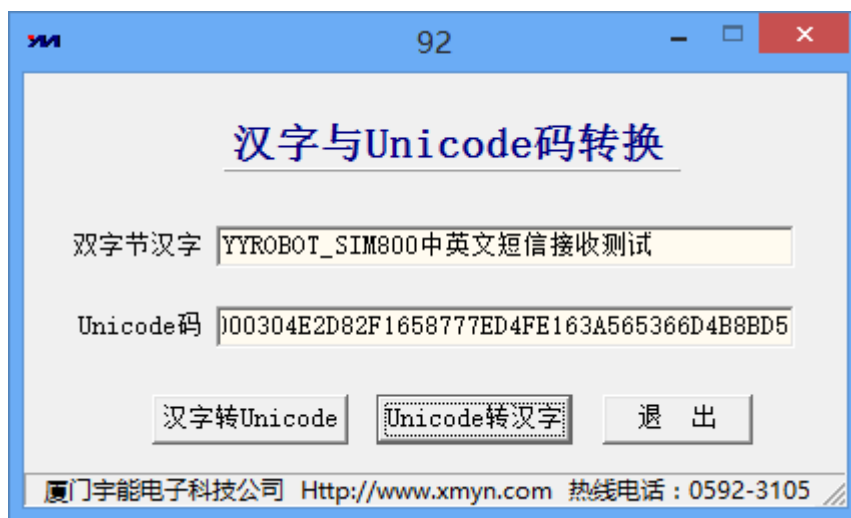 92
汉字与Unicode码转换
双字节汉字 YYROBOT_SIM800中英文短信接收测试
Unicode码 000304E2D82F1658777ED4FE163A565366D4B8BD5
汉字转Unicode Unicode转汉字 退 出
厦门宇能电子科技公司 Http://www.xmyn.com 热线电话：0592-3105